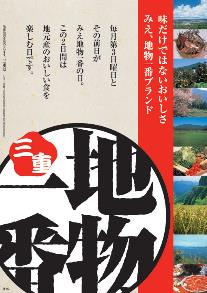 味だけではないおいしさ
みえ、地物一番ブランド
毎月第3日曜日と
その前日が
みえ地物一番の日。
この2日間は
地元産のおいしい食を
楽しむ日です。
三重
地物
一番